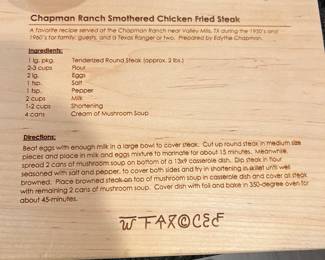 Chapman Ranch Smothered Chicken Fried Steak
A favorite recipe served at the Chapman Ranch near Valley Mills, TX during the 1950's and
1960's for family, guests, and a Texas Ranger or two. Prepared by Edythe Chapman.
Ingredients:
1 lg. pkg. Tenderized Round Steak (approx. 2 lbs.)
2-3 cups Flour
2 lg. Eggs
1 tsp. Salt
1 tsp. Pepper
2 cups Milk
1-2 cups Shortening
4 cans Cream of Mushroom Soup
Directions:
Beat eggs with enough milk in a large bowl to cover steak. Cut up round steak in medium size
pieces and place in milk and eggs mixture to marinate for about 15 minutes. Meanwhile,
spread 2 cans of mushroom soup on bottom of a 13x9 casserole dish. Dip steak in flour
seasoned with salt and pepper, to cover both sides and fry in shortening in skillet until well
browned. Place browned steak on top of mushroom soup in casserole dish and cover all steak
with remaining 2 cans of mushroom soup. Cover dish with foil and bake in 350-degree oven for
about 45-minutes.